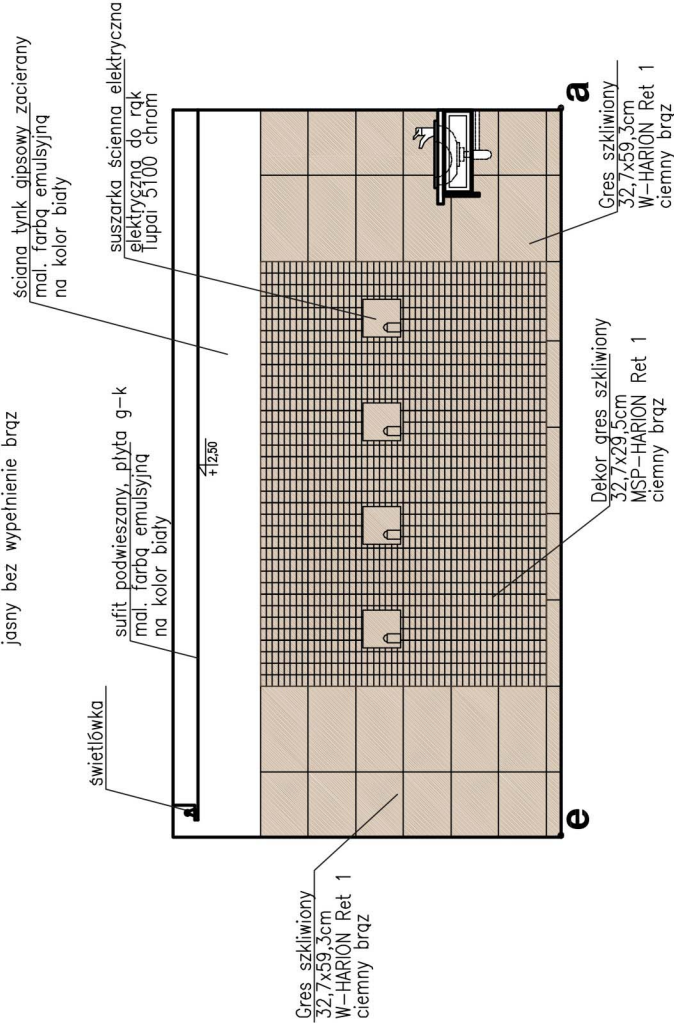 jasny bez wypełnienie brąz
ściana tynk gipsowy zacierany
mal. farbą emulsyjną
na kolor biały
suszarka ścienna elektryczna
elektryczna do rąk
Tupai 5100 chrom
sufit podwieszany, płyta g-k
mal. farbą emulsyjną
na kolor biały
świetlówka
+12,50
e
a
Gres szkliwiony
32,7x59,3cm
W-HARION Ret 1
ciemny brąz
Dekor gres szkliwiony
32,7x29,5cm
MSP-HARION Ret 1
ciemny brąz
Gres szkliwiony
32,7x59,3cm
W-HARION Ret 1
ciemny brąz